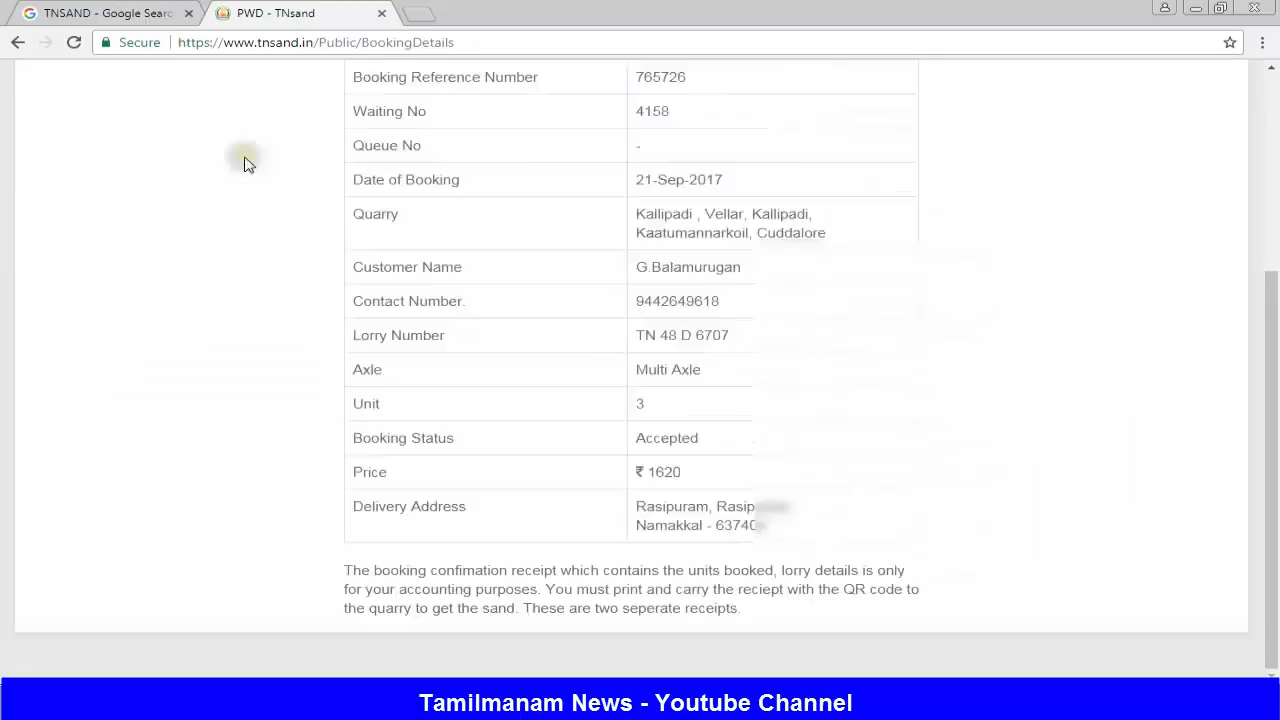 TNSAND - Google Searc
PWD - TNsand
Secure https://www.tnsand.in/Public/BookingDetails
Booking Reference Number 765726
Waiting No 4158
Queue No -
Date of Booking 21-Sep-2017
Quarry Kallipadi , Vellar, Kallipadi,
Kaatumannarkoil, Cuddalore
Customer Name G.Balamurugan
Contact Number. 9442649618
Lorry Number TN 48 D 6707
Axle Multi Axle
Unit 3
Booking Status Accepted
Price ₹ 1620
Delivery Address Rasipuram,
Namakkal -
The booking confimation receipt which contains the units booked, lorry details is only
for your accounting purposes. You must print and carry the reciept with the QR code to
the quarry to get the sand. These are two seperate receipts.
Tamilmanam News - Youtube Channel